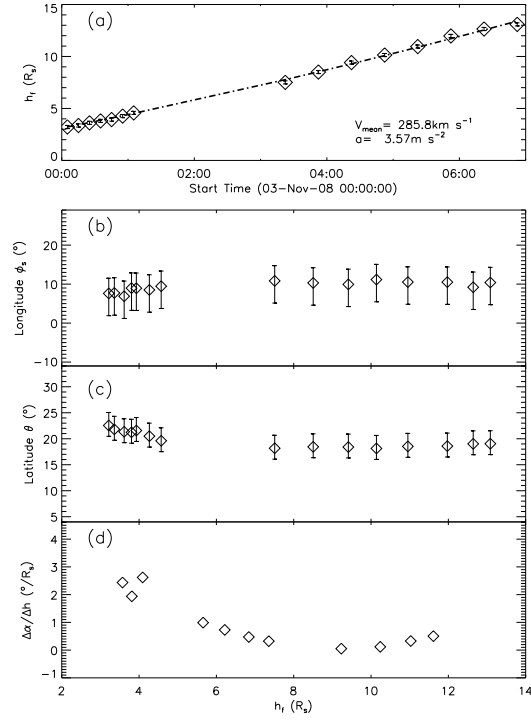 (a)
15
10
5
0
h_f (R_s)
V_mean= 285.8km s⁻¹
a= 3.57m s⁻²
00:00 02:00 04:00 06:00
Start Time (03-Nov-08 00:00:00)
(b)
20
10
0
-10
Longitude φ_s (°)
(c)
30
25
20
15
5
Latitude θ (°)
(d)
4
3
2
1
0
-1
Δα/Δh (°/R_s)
2 4 6 8 10 12 14
h_f (R_s)